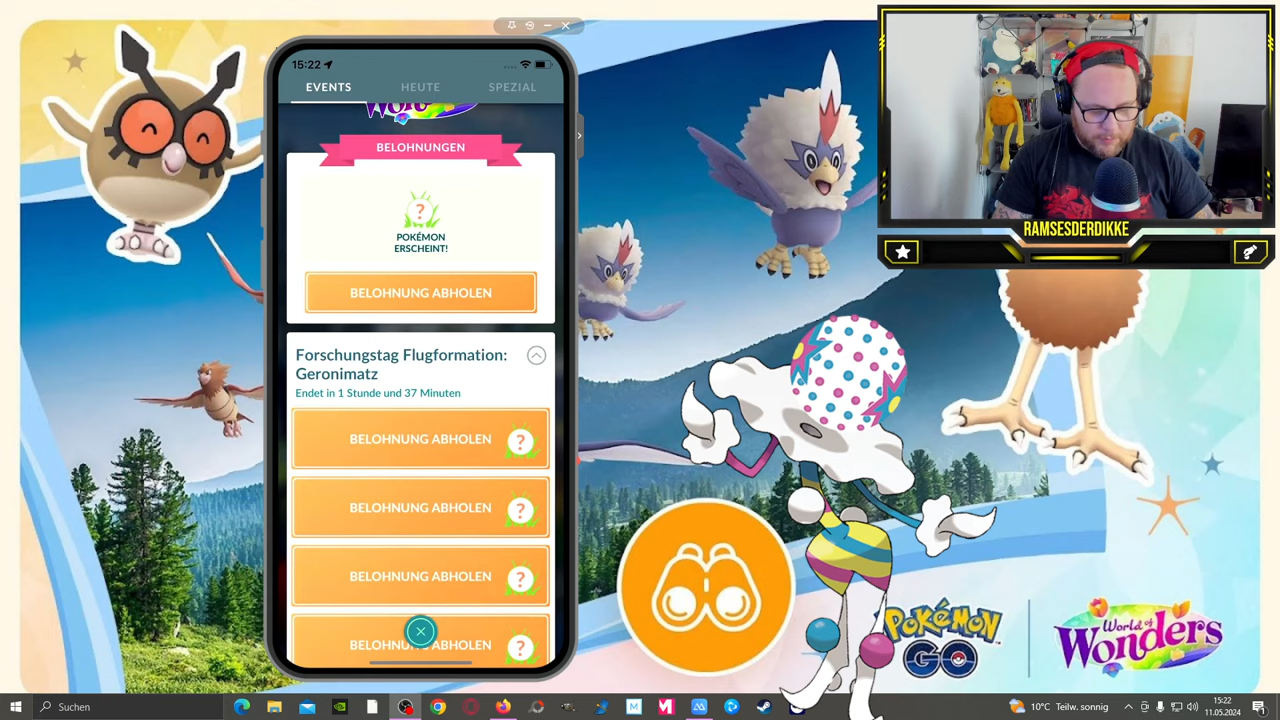 15:22
EVENTS HEUTE SPEZIAL
BELOHNUNGEN
?
POKÉMON
ERSCHEINT!
BELOHNUNG ABHOLEN
Forschungstag Flugformation:
Geronimatz
Endet in 1 Stunde und 37 Minuten
BELOHNUNG ABHOLEN ?
BELOHNUNG ABHOLEN ?
BELOHNUNG ABHOLEN ?
ABHOLEN ?
RAMSESDERDIKKE
POKÉMON
GO
World of
Wonders
Suchen
10°C Teilw. sonnig
15:22
11.05.2024